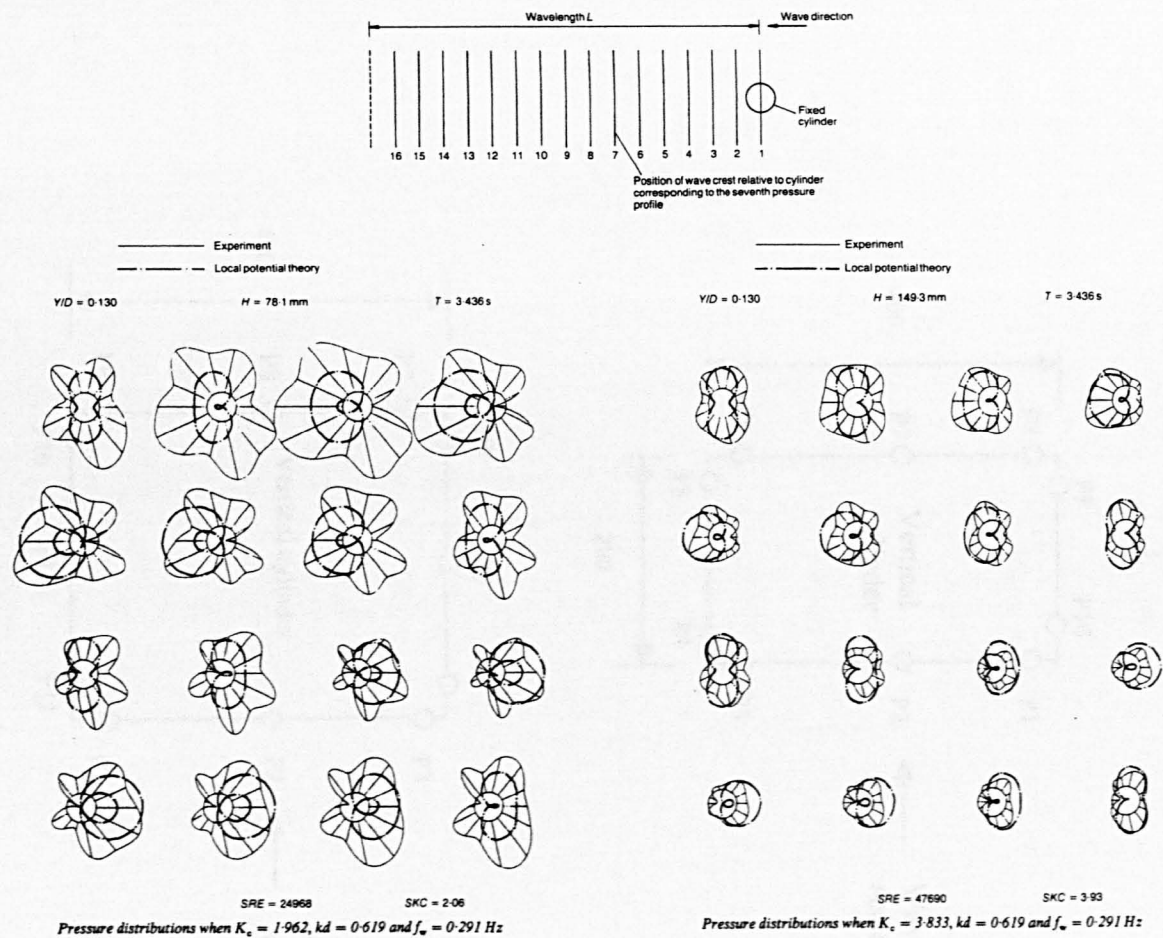 Wavelength L
Wave direction
Fixed
cylinder
16 15 14 13 12 11 10 9 8 7 6 5 4 3 2 1
Position of wave crest relative to cylinder
corresponding to the seventh pressure
profile
Experiment
Local potential theory
Y/D = 0·130 H = 78·1 mm T = 3·436 s
Experiment
Local potential theory
Y/D = 0·130 H = 149·3 mm T = 3·436 s
SRE = 24968 SKC = 2·06
Pressure distributions when Kc = 1·962, kd = 0·619 and fw = 0·291 Hz
SRE = 47690 SKC = 3·93
Pressure distributions when Kc = 3·833, kd = 0·619 and fw = 0·291 Hz